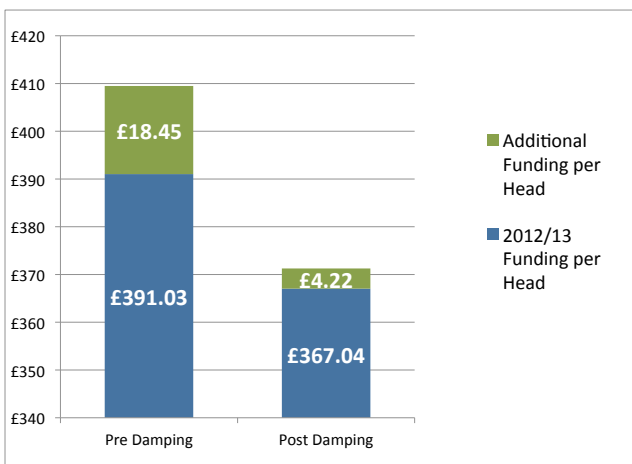 £420
£410
£400
£390
£380
£370
£360
£350
£340
£18.45
£391.03
£4.22
£367.04
Pre Damping
Post Damping
Additional
Funding per
Head
2012/13
Funding per
Head